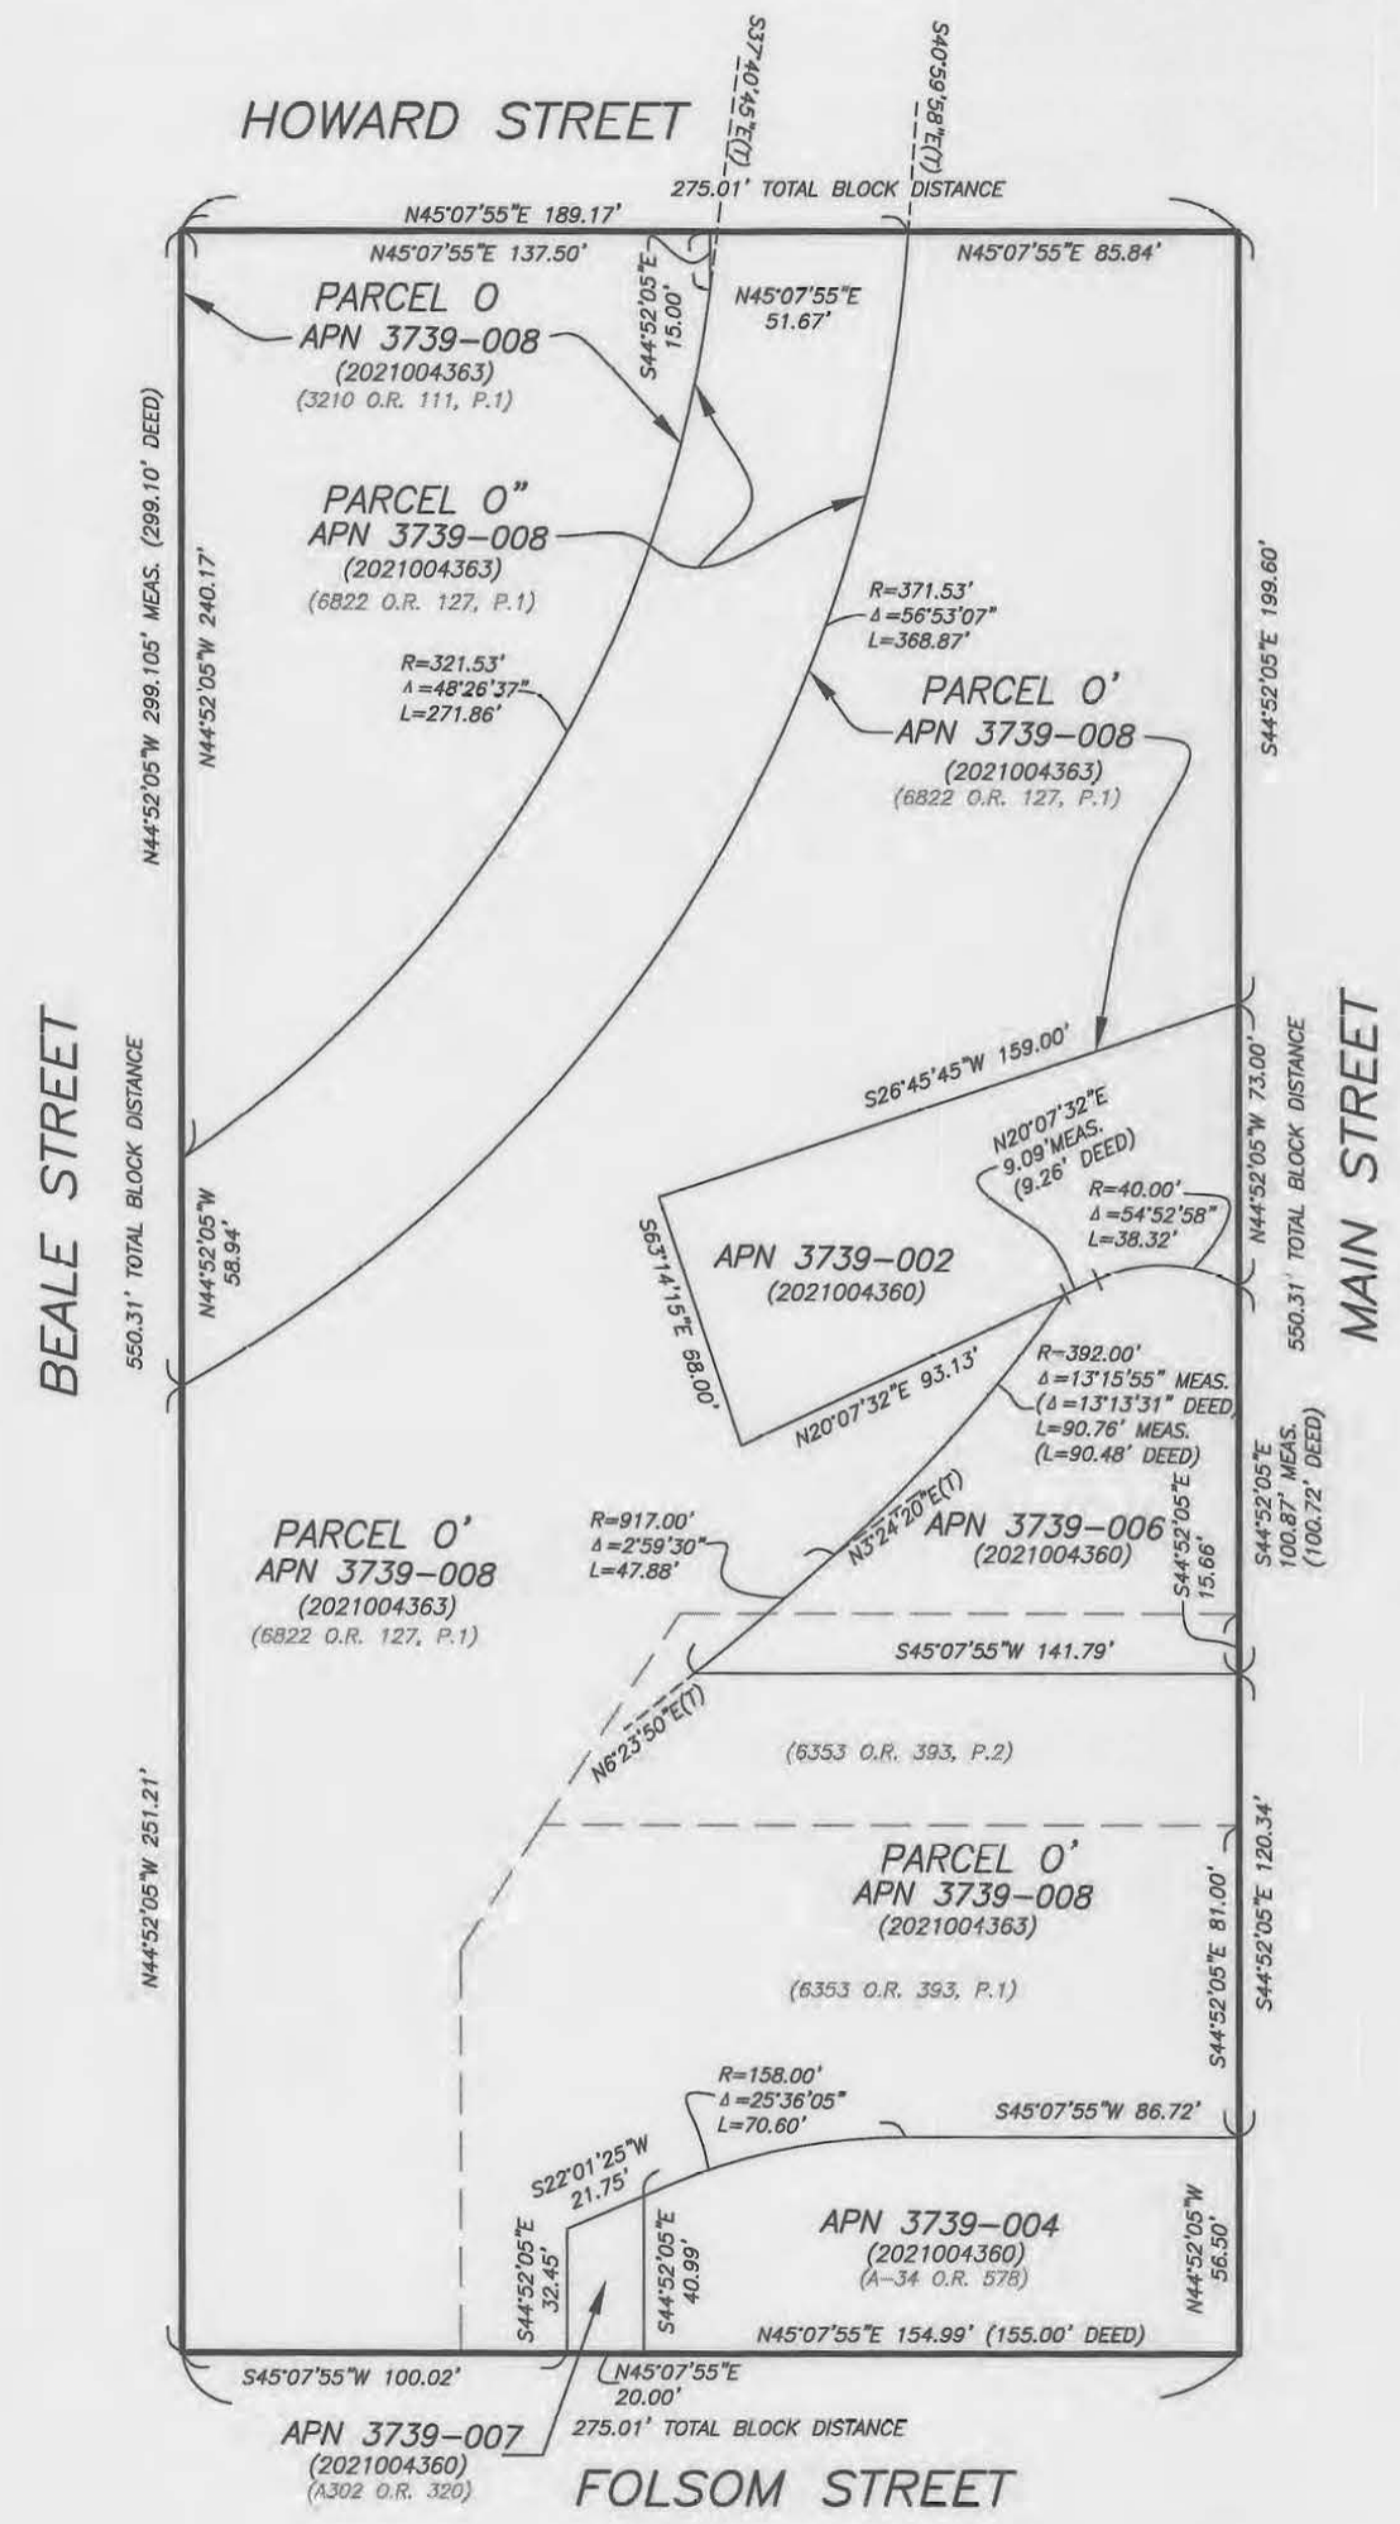 HOWARD STREET
S37°40'45"E(T)
S40°59'58"E(T)
275.01' TOTAL BLOCK DISTANCE
N45°07'55"E 189.17'
N45°07'55"E 137.50'
N45°07'55"E 85.84'
S44°52'05"E
15.00'
N45°07'55"E
51.67'
PARCEL O
APN 3739-008
(2021004363)
(3210 O.R. 111, P.1)
N44°52'05"W 299.105' MEAS. (299.10' DEED)
N44°52'05"W 240.17'
PARCEL O"
APN 3739-008
(2021004363)
(6822 O.R. 127, P.1)
R=321.53'
Δ=48°26'37"
L=271.86'
R=371.53'
Δ=56°53'07"
L=368.87'
S44°52'05"E 199.60'
PARCEL O'
APN 3739-008
(2021004363)
(6822 O.R. 127, P.1)
BEALE STREET
550.31' TOTAL BLOCK DISTANCE
N44°52'05"W
58.94'
S26°45'45"W 159.00'
N20°07'32"E
9.09'MEAS.
(9.26' DEED)
R=40.00'
Δ=54°52'58"
L=38.32'
N44°52'05"W 73.00'
550.31' TOTAL BLOCK DISTANCE
MAIN STREET
S63°14'15"E 68.00'
APN 3739-002
(2021004360)
N20°07'32"E 93.13'
R=392.00'
Δ=13°15'55" MEAS.
(Δ=13°13'31" DEED)
L=90.76' MEAS.
(L=90.48' DEED)
S44°52'05"E
100.87' MEAS.
(100.72' DEED)
S44°52'05"E
15.66'
N3°24'20"E(T)
APN 3739-006
(2021004360)
R=917.00'
Δ=2°59'30"
L=47.88'
PARCEL O'
APN 3739-008
(2021004363)
(6822 O.R. 127, P.1)
S45°07'55"W 141.79'
N6°23'50"E(T)
(6353 O.R. 393, P.2)
N44°52'05"W 251.21'
PARCEL O'
APN 3739-008
(2021004363)
(6353 O.R. 393, P.1)
S44°52'05"E 81.00'
S44°52'05"E 120.34'
R=158.00'
Δ=25°36'05"
L=70.60'
S45°07'55"W 86.72'
S22°01'25"W
21.75'
S44°52'05"E
32.45'
S44°52'05"E
40.99'
APN 3739-004
(2021004360)
(A-34 O.R. 578)
N44°52'05"W
56.50'
N45°07'55"E 154.99' (155.00' DEED)
S45°07'55"W 100.02'
N45°07'55"E
20.00'
APN 3739-007
(2021004360)
(A302 O.R. 320)
275.01' TOTAL BLOCK DISTANCE
FOLSOM STREET